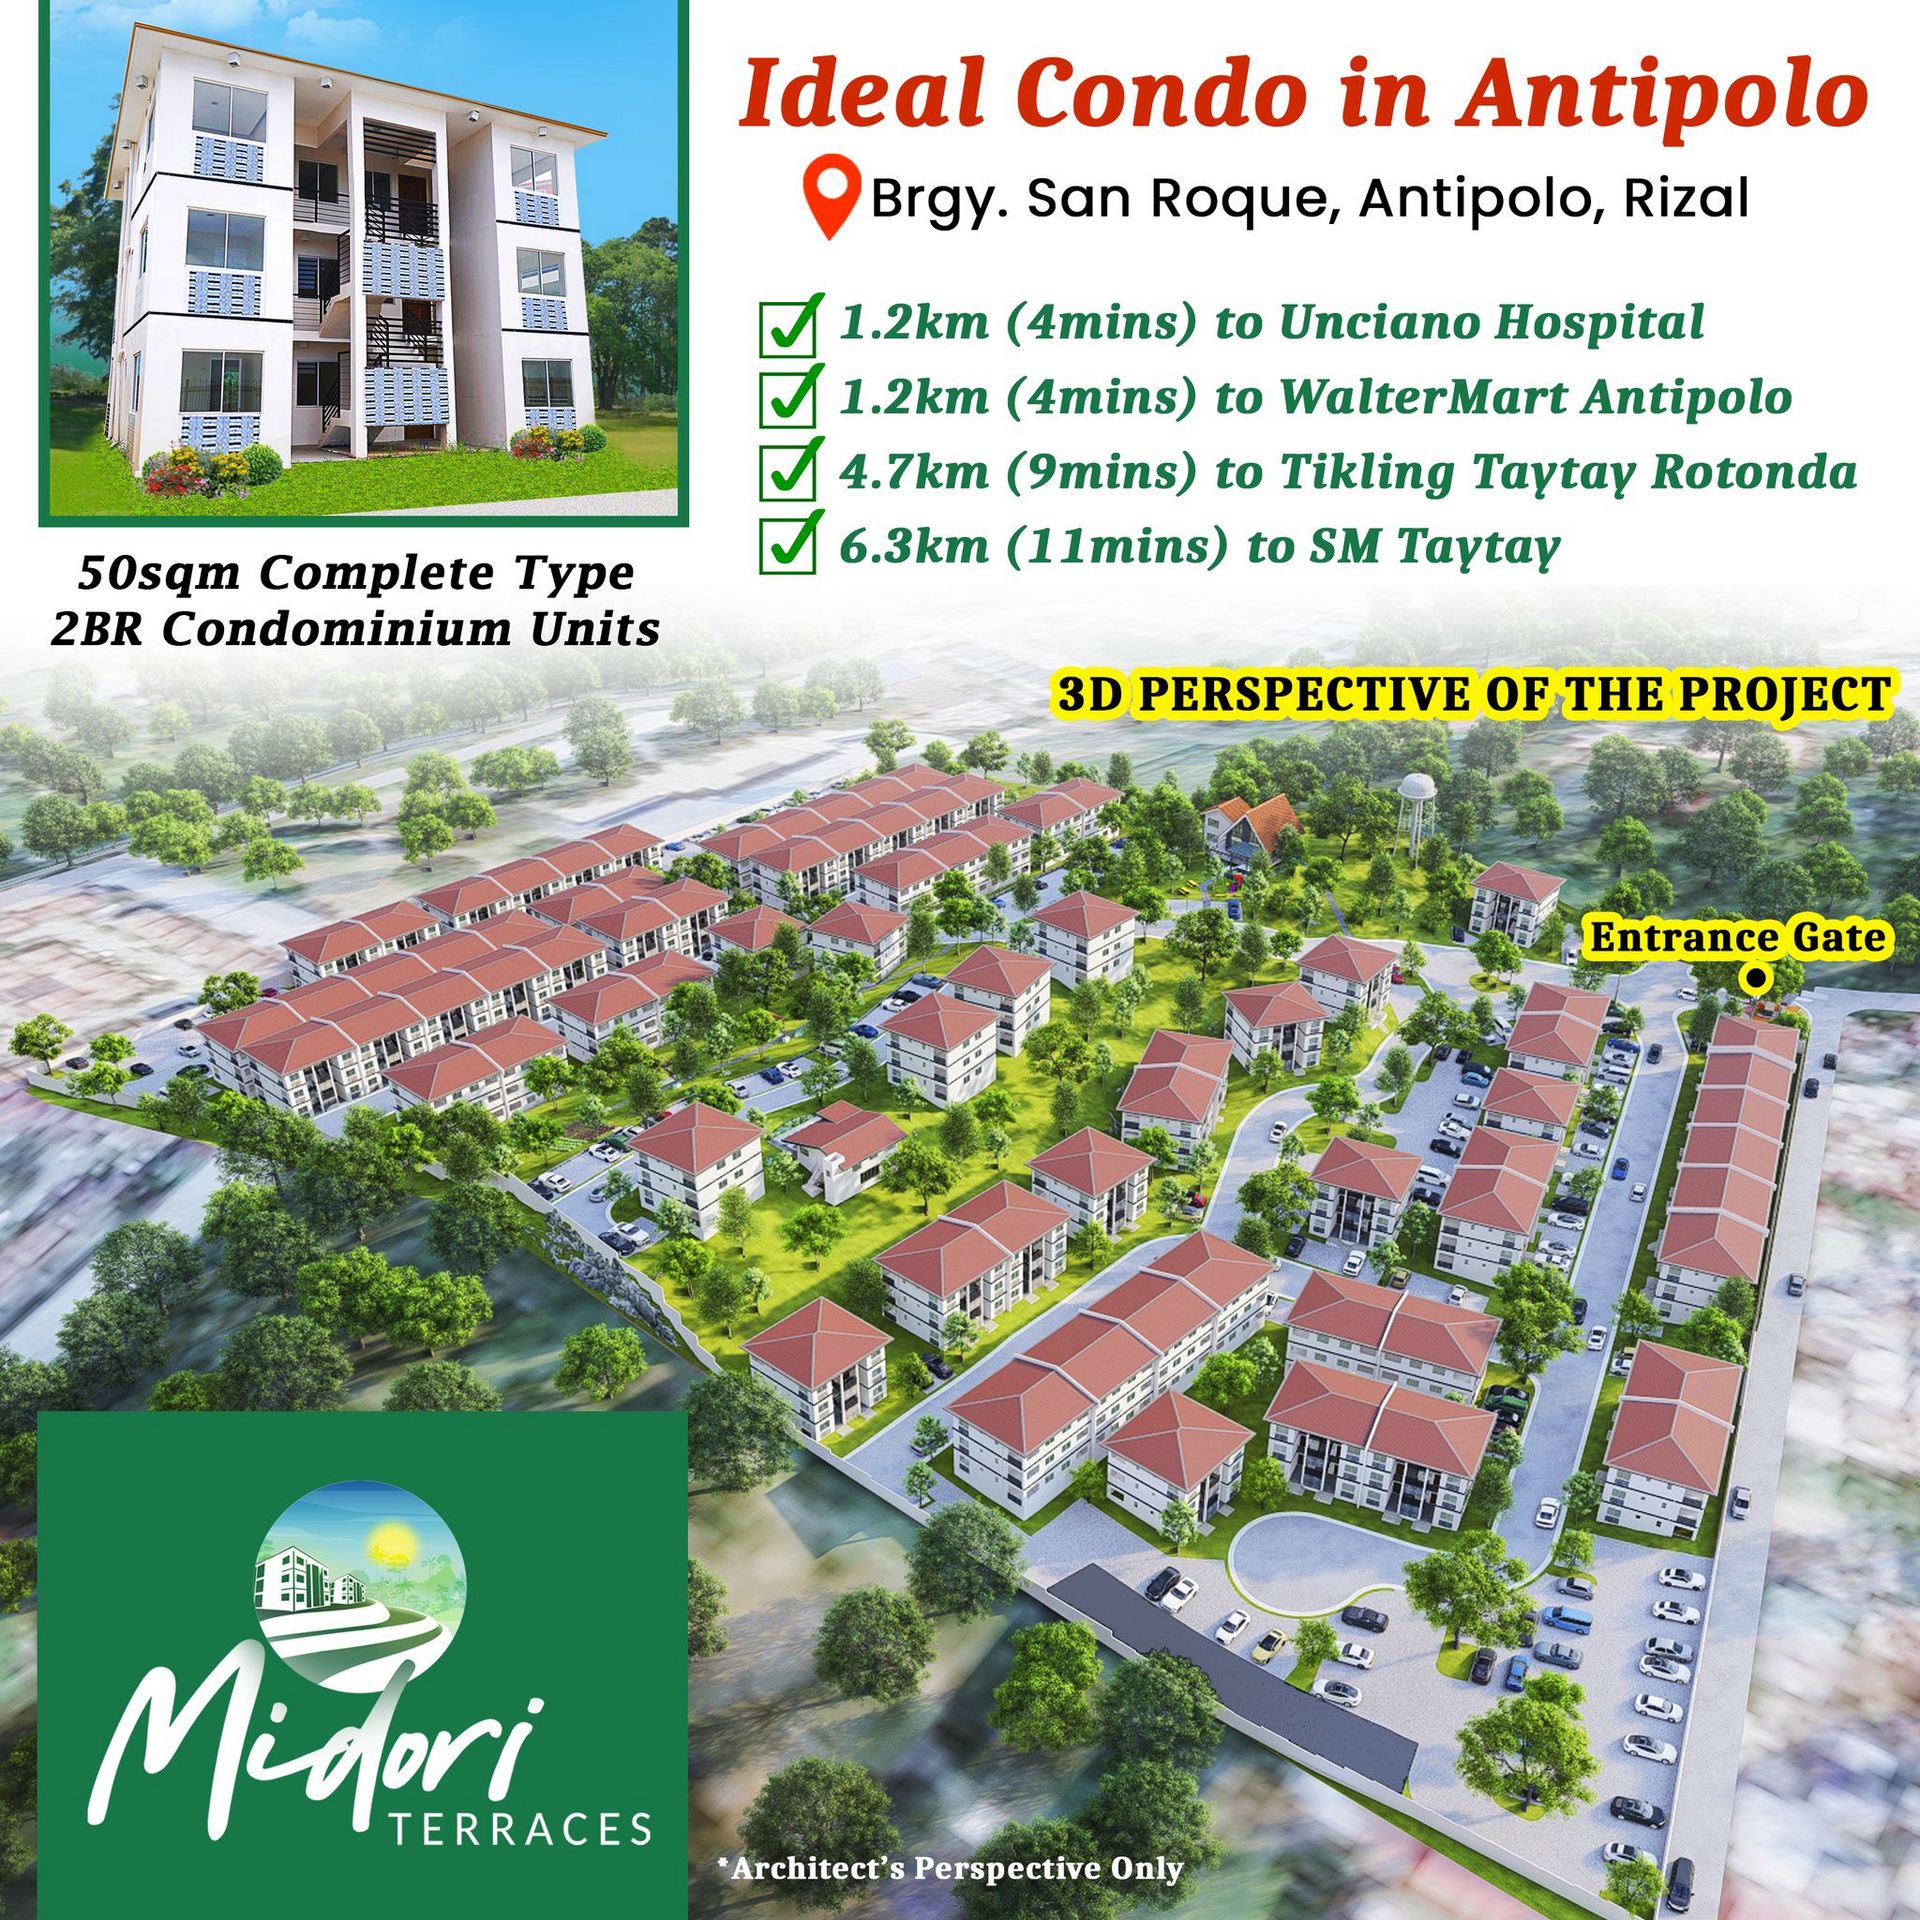 Ideal Condo in Antipolo
Brgy. San Roque, Antipolo, Rizal
1.2km (4mins) to Unciano Hospital
1.2km (4mins) to WalterMart Antipolo
4.7km (9mins) to Tikling Taytay Rotonda
6.3km (11mins) to SM Taytay
50sqm Complete Type
2BR Condominium Units
3D PERSPECTIVE OF THE PROJECT
Entrance Gate
Midori
TERRACES
*Architect's Perspective Only